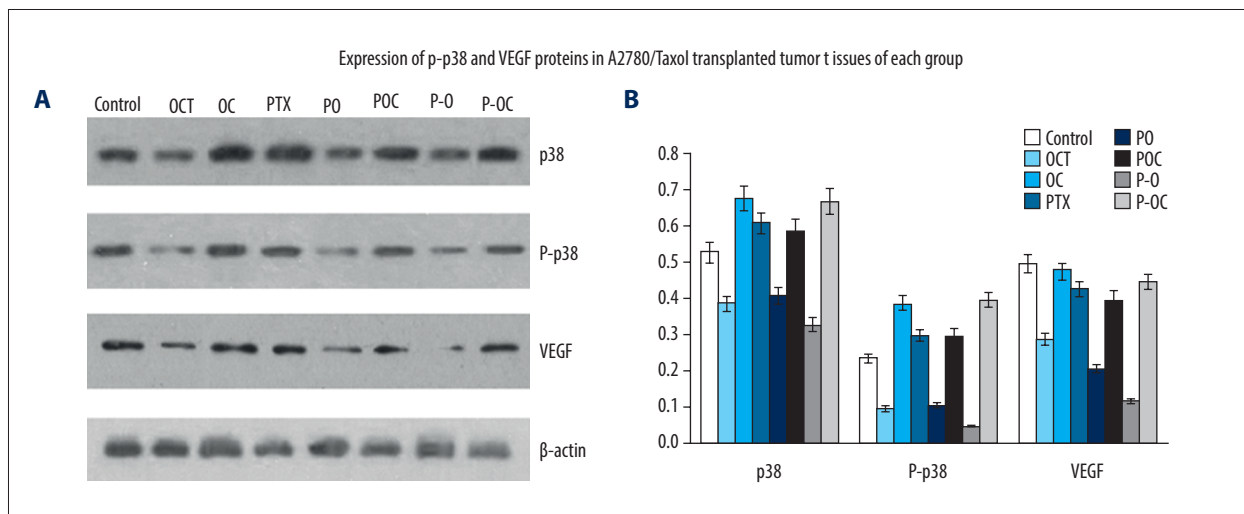 Expression of p-p38 and VEGF proteins in A2780/Taxol transplanted tumor t issues of each group
A
Control OCT OC PTX PO POC P-O P-OC
p38
P-p38
VEGF
β-actin
B
Control PO
OCT POC
OC P-O
PTX P-OC
0.8
0.7
0.6
0.5
0.4
0.3
0.2
0.1
0.0
p38 P-p38 VEGF